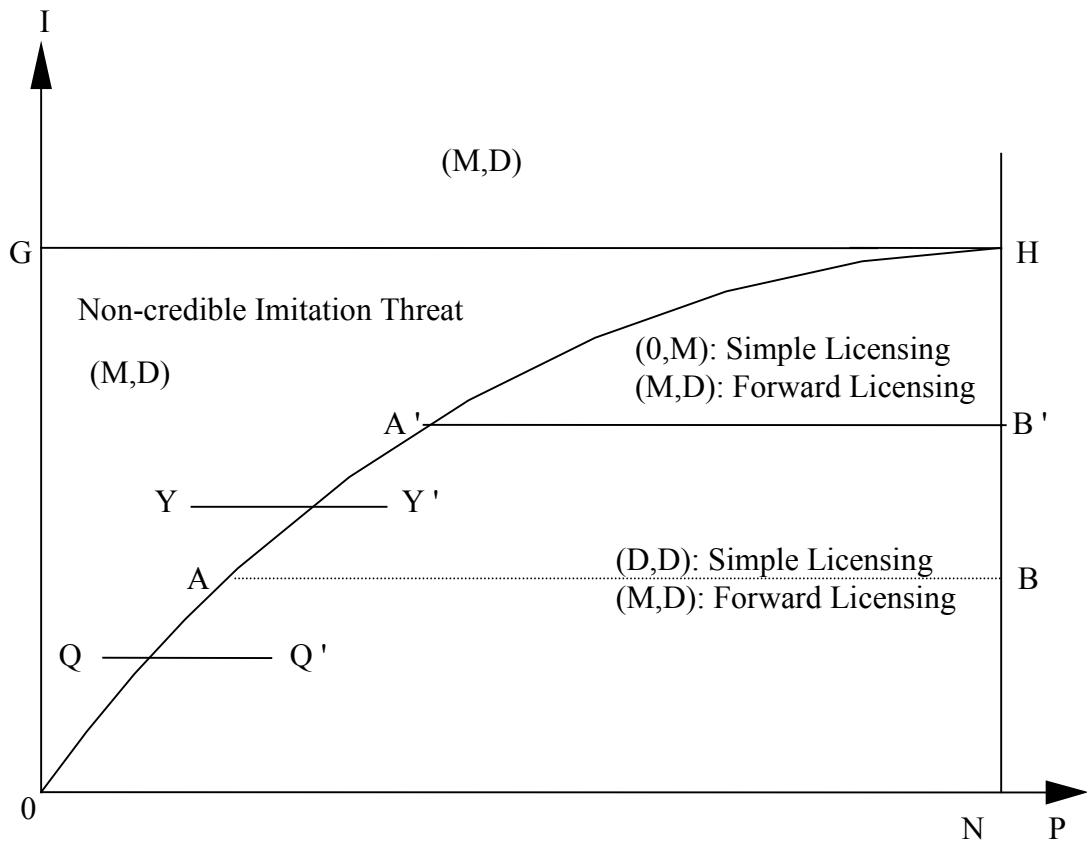 I
(M,D)
G
H
Non-credible Imitation Threat
(0,M): Simple Licensing
(M,D)
(M,D): Forward Licensing
A '
B '
Y
Y '
(D,D): Simple Licensing
A
B
(M,D): Forward Licensing
Q
Q '
0
N
P